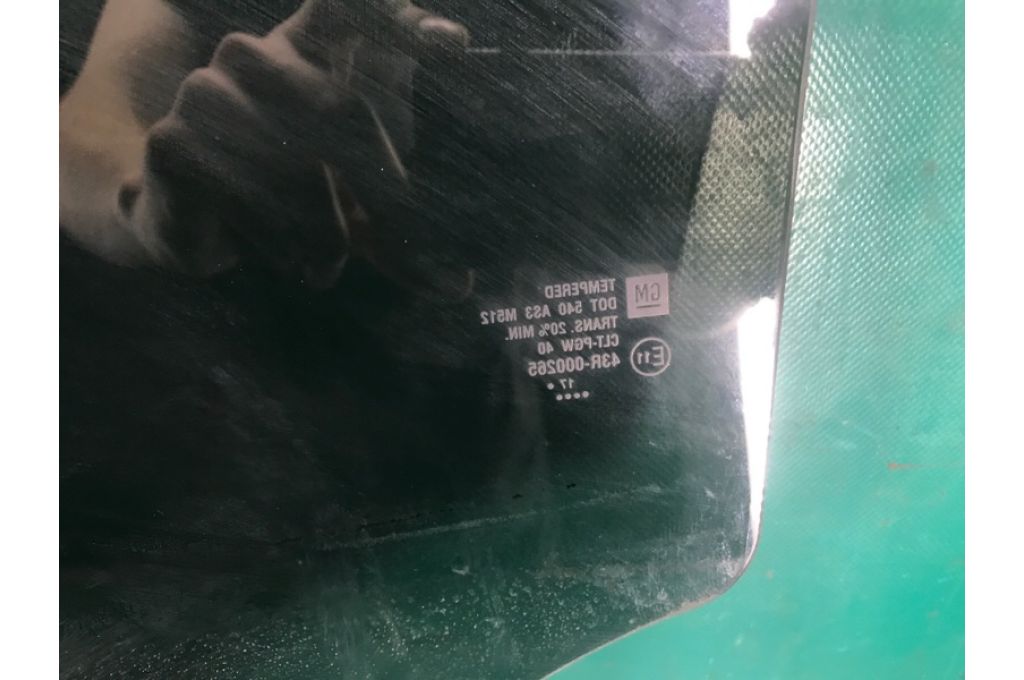 GM
TEMPERED
DOT 540 AS3 M512
TRANS. 20% MIN.
CLT-PGW 40
E11
43R-000265
17